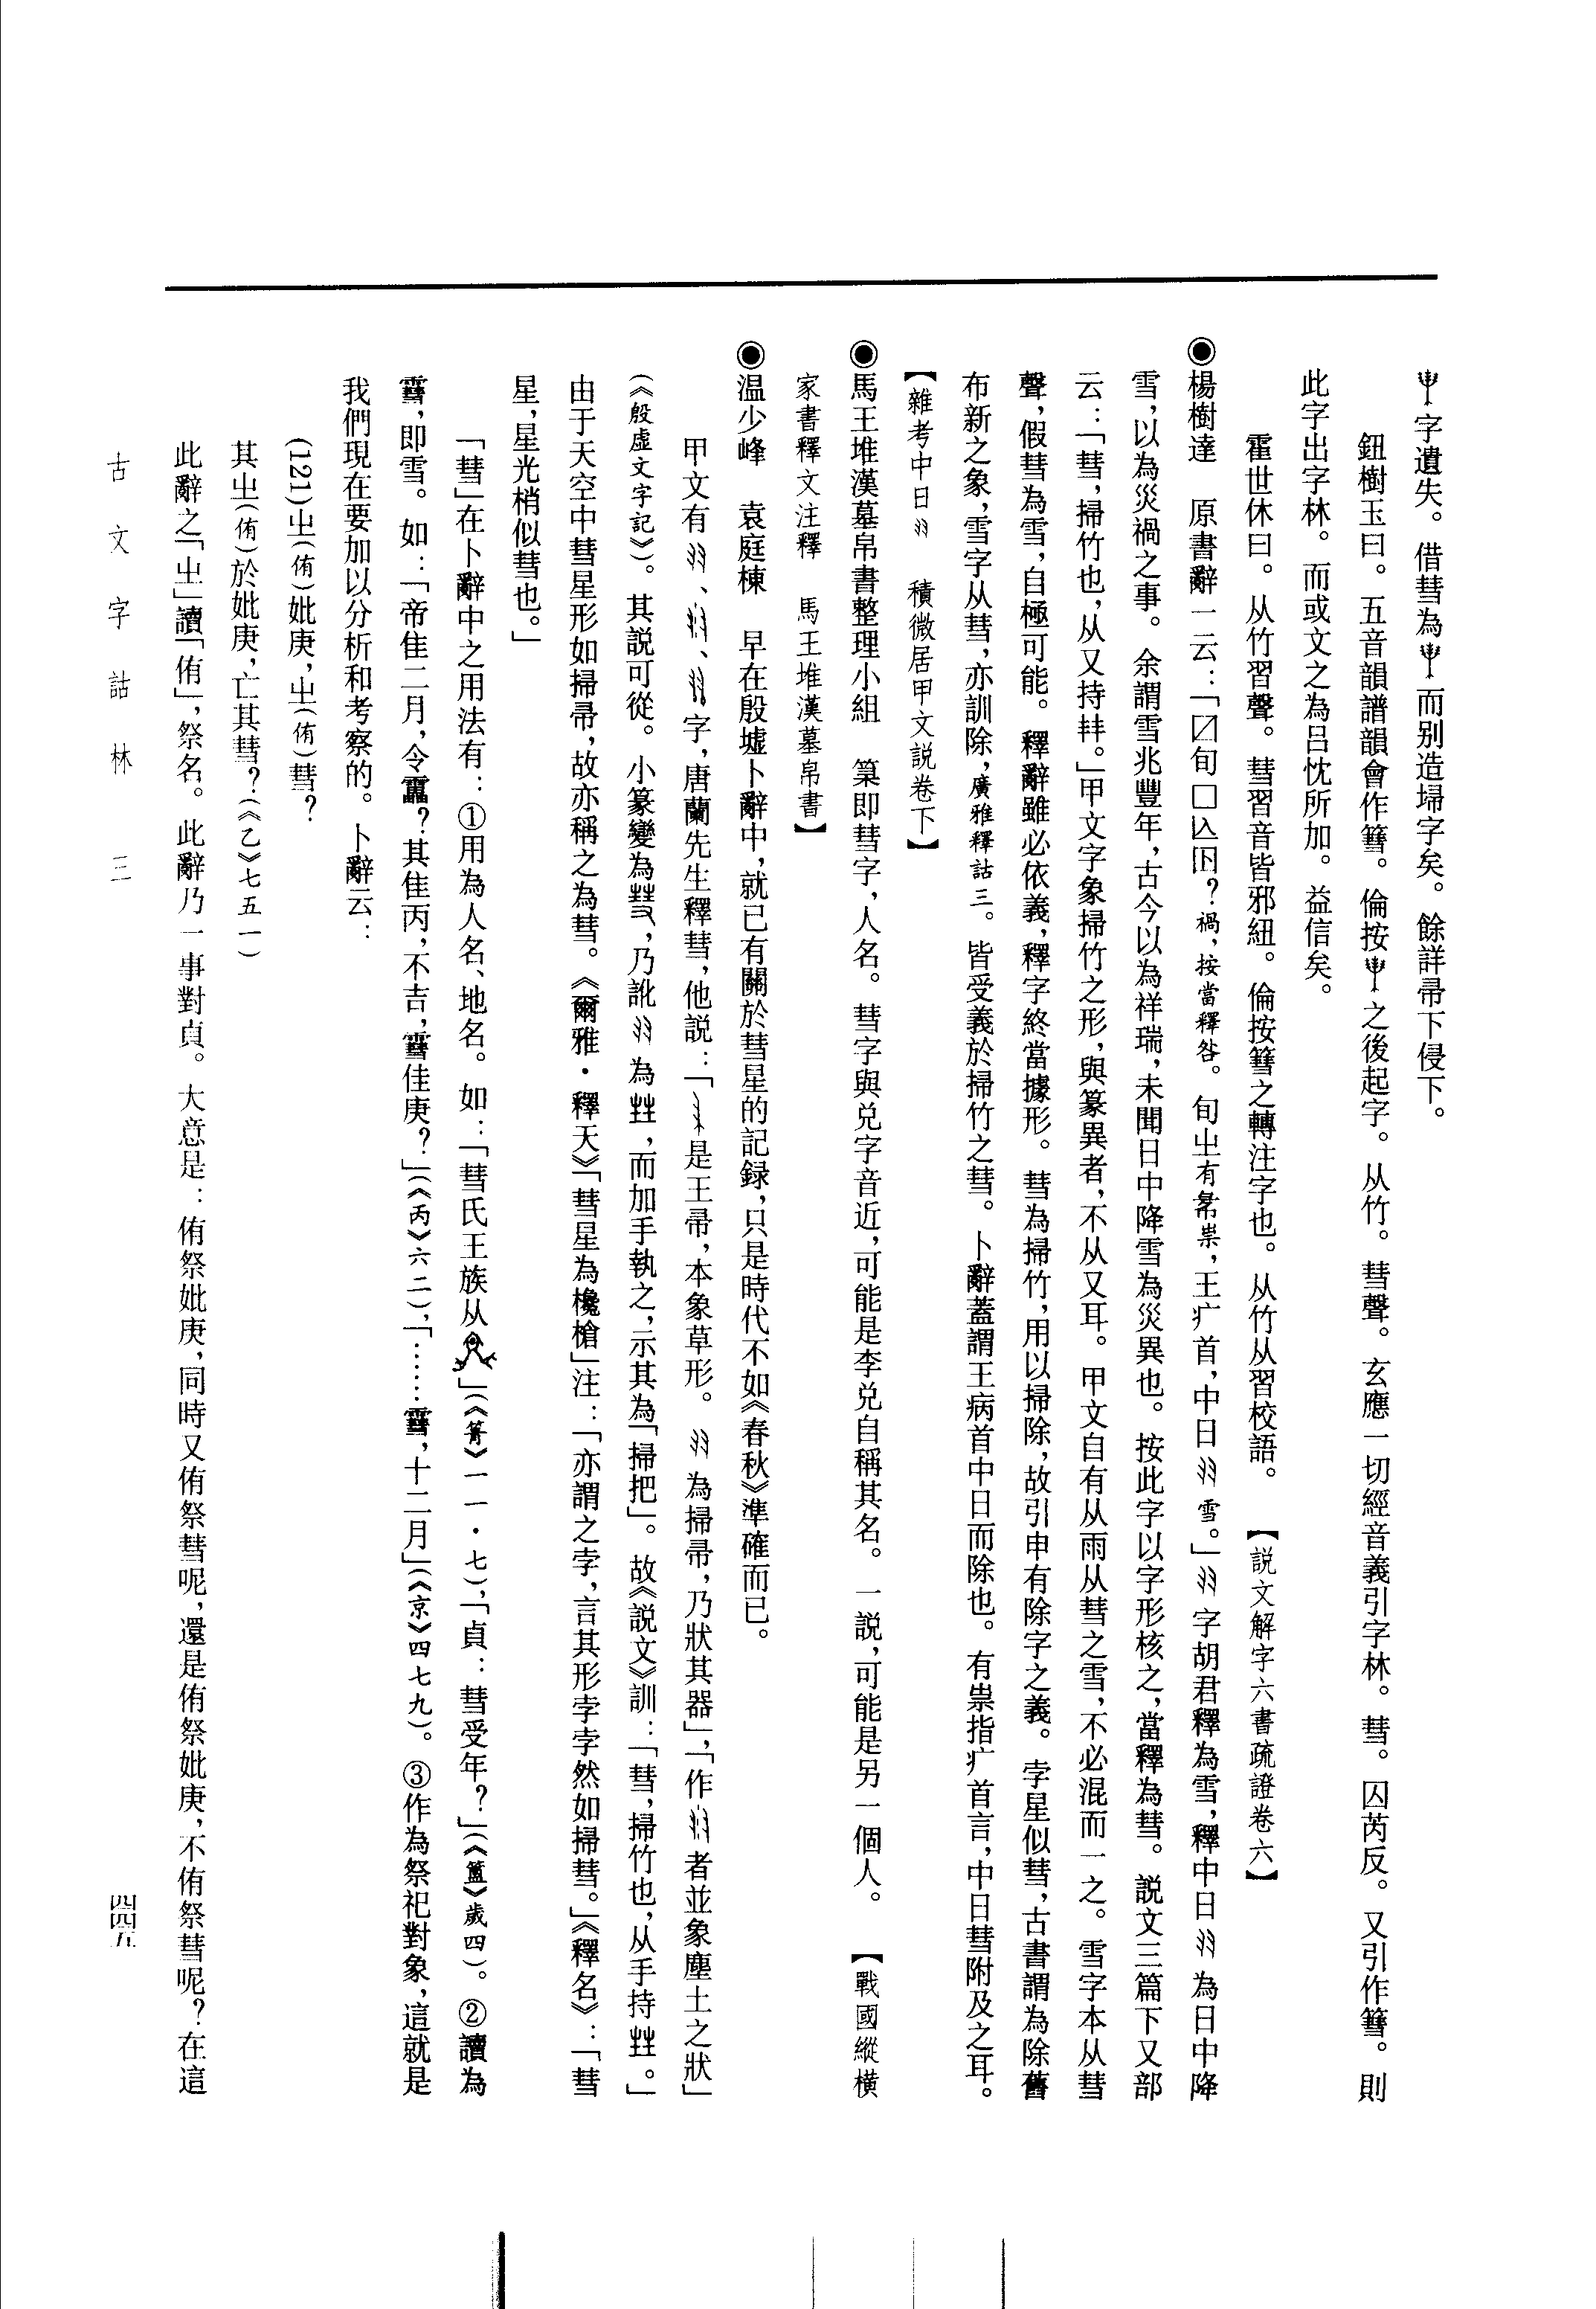 字遺失。借彗為而别造埽字矣。餘詳帚下侵下。
鈕樹玉曰。五音韻譜韻會作篲。倫按之後起字。从竹。彗聲。玄應一切經音義引字林。彗。囚芮反。又引作篲。則
此字出字林。而或文之為呂忱所加。益信矣。
霍世休曰。从竹習聲。彗習音皆邪紐。倫按篲之轉注字也。从竹从習校語。【說文解字六書疏證卷六】
◉楊樹達 原書辭一云：「〼旬囗亾囚？禍，按當釋咎。旬㞢有希祟，王疒首，中日雪。」字胡君釋為雪，釋中日為日中降
雪，以為災禍之事。余謂雪兆豐年，古今以為祥瑞，未聞日中降雪為災異也。按此字以字形核之，當釋為彗。説文三篇下又部
云：「彗，掃竹也，从又持㽞。」甲文字象掃竹之形，與篆異者，不从又耳。甲文自有从雨从彗之雪，不必混而一之。雪字本从彗
聲，假彗為雪，自極可能。釋辭雖必依義，釋字終當據形。彗為掃竹，用以掃除，故引申有除字之義。孛星似彗，古書謂為除舊
布新之象，雪字从彗，亦訓除，廣雅釋詁三。皆受義於掃竹之彗。卜辭蓋謂王病首中日而除也。有祟指疒首言，中日彗附及之耳。
【雜考中日 積微居甲文説卷下】
◉馬王堆漢墓帛書整理小組 篲即彗字，人名。彗字與兑字音近，可能是李兑自稱其名。一説，可能是另一個人。【戰國縱橫
家書釋文注釋 馬王堆漢墓帛書】
◉温少峰 袁庭棟 早在殷墟卜辭中，就已有關於彗星的記録，只是時代不如《春秋》準確而已。
甲文有、、字，唐蘭先生釋彗，他説：「是王帚，本象草形。為掃帚，乃狀其器」，「作者並象塵土之狀」
（《殷虚文字記》）。其説可從。小篆變為彗，乃訛為，而加手執之，示其為「掃把」。故《説文》訓：「彗，掃竹也，从手持。」
由于天空中彗星形如掃帚，故亦稱之為彗。《爾雅·釋天》「彗星為欃槍」注：「亦謂之孛，言其形孛孛然如掃彗。」《釋名》：「彗
星，星光梢似彗也。」
「彗」在卜辭中之用法有：①用為人名、地名。如：「彗氏王族从」（《菁》一一·七），「貞：彗受年？」（《簠》歲四）。②讀為
䨮，即雪。如：「帝隹二月，令靁？其隹丙，不吉，䨮隹庚？」（《丙》六二），「……䨮，十二月」（《京》四七九）。③作為祭祀對象，這就是
我們現在要加以分析和考察的。卜辭云：
(121)㞢（侑）妣庚，㞢（侑）彗？
其㞢（侑）於妣庚，亡其彗？（《乙》七五一）
此辭之「㞢」讀「侑」，祭名。此辭乃一事對貞。大意是：侑祭妣庚，同時又侑祭彗呢，還是侑祭妣庚，不侑祭彗呢？在這
古文字詁林 三
四四五